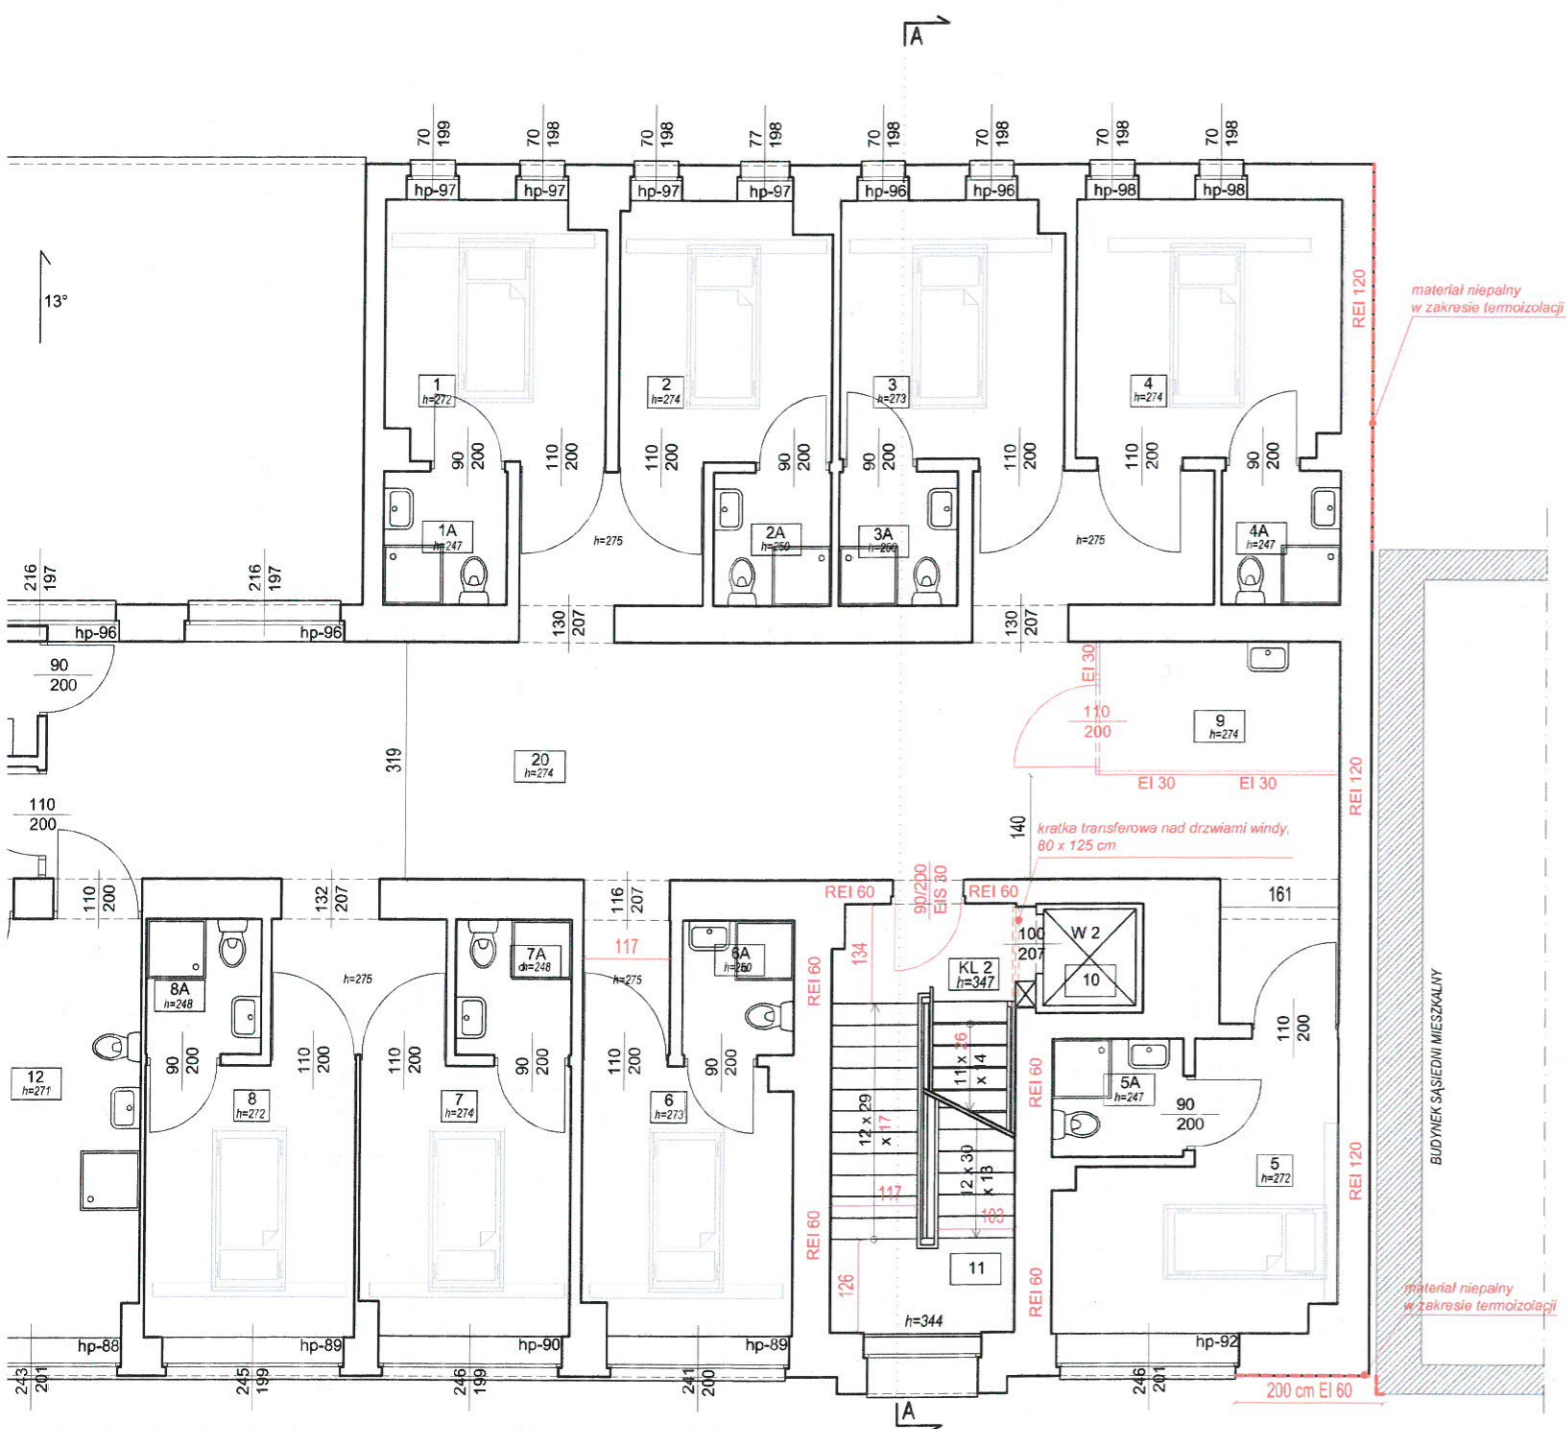 A
70
199
70
198
70
198
77
198
70
198
70
198
70
198
70
198
hp-97
hp-97
hp-97
hp-97
hp-96
hp-96
hp-98
hp-98
13°
REI 120
materiał niepalny
w zakresie termoizolacji
1
h=272
2
h=274
3
h=273
4
h=274
90
200
110
200
110
200
90
200
90
200
110
200
110
200
90
200
1A
h=247
h=275
2A
h=250
3A
h=250
h=275
4A
h=247
216
197
216
197
hp-96
hp-96
130
207
130
207
90
200
EI 30
110
200
9
h=274
319
20
h=274
EI 30
EI 30
REI 120
110
200
140
kratka transferowa nad drzwiami windy,
80 x 125 cm
110
200
132
207
116
207
REI 60
90/200
EIS 30
REI 60
161
117
134
100
207
W 2
10
KL 2
h=347
8A
h=248
h=275
7A
h=248
h=275
6A
h=250
REI 60
BUDYNEK SĄSIEDNI MIESZKALNY
90
200
110
200
110
200
90
200
110
200
90
200
11 x 26
x 14
REI 60
110
200
12
h=271
8
h=272
7
h=274
6
h=273
12 x 29
x 17
5A
h=247
90
200
12 x 30
x 13
5
h=272
REI 120
117
103
REI 60
11
126
REI 60
h=344
materiał niepalny
w zakresie termoizolacji
hp-88
hp-89
hp-90
hp-89
hp-92
243
201
245
199
246
199
241
200
246
201
200 cm EI 60
A